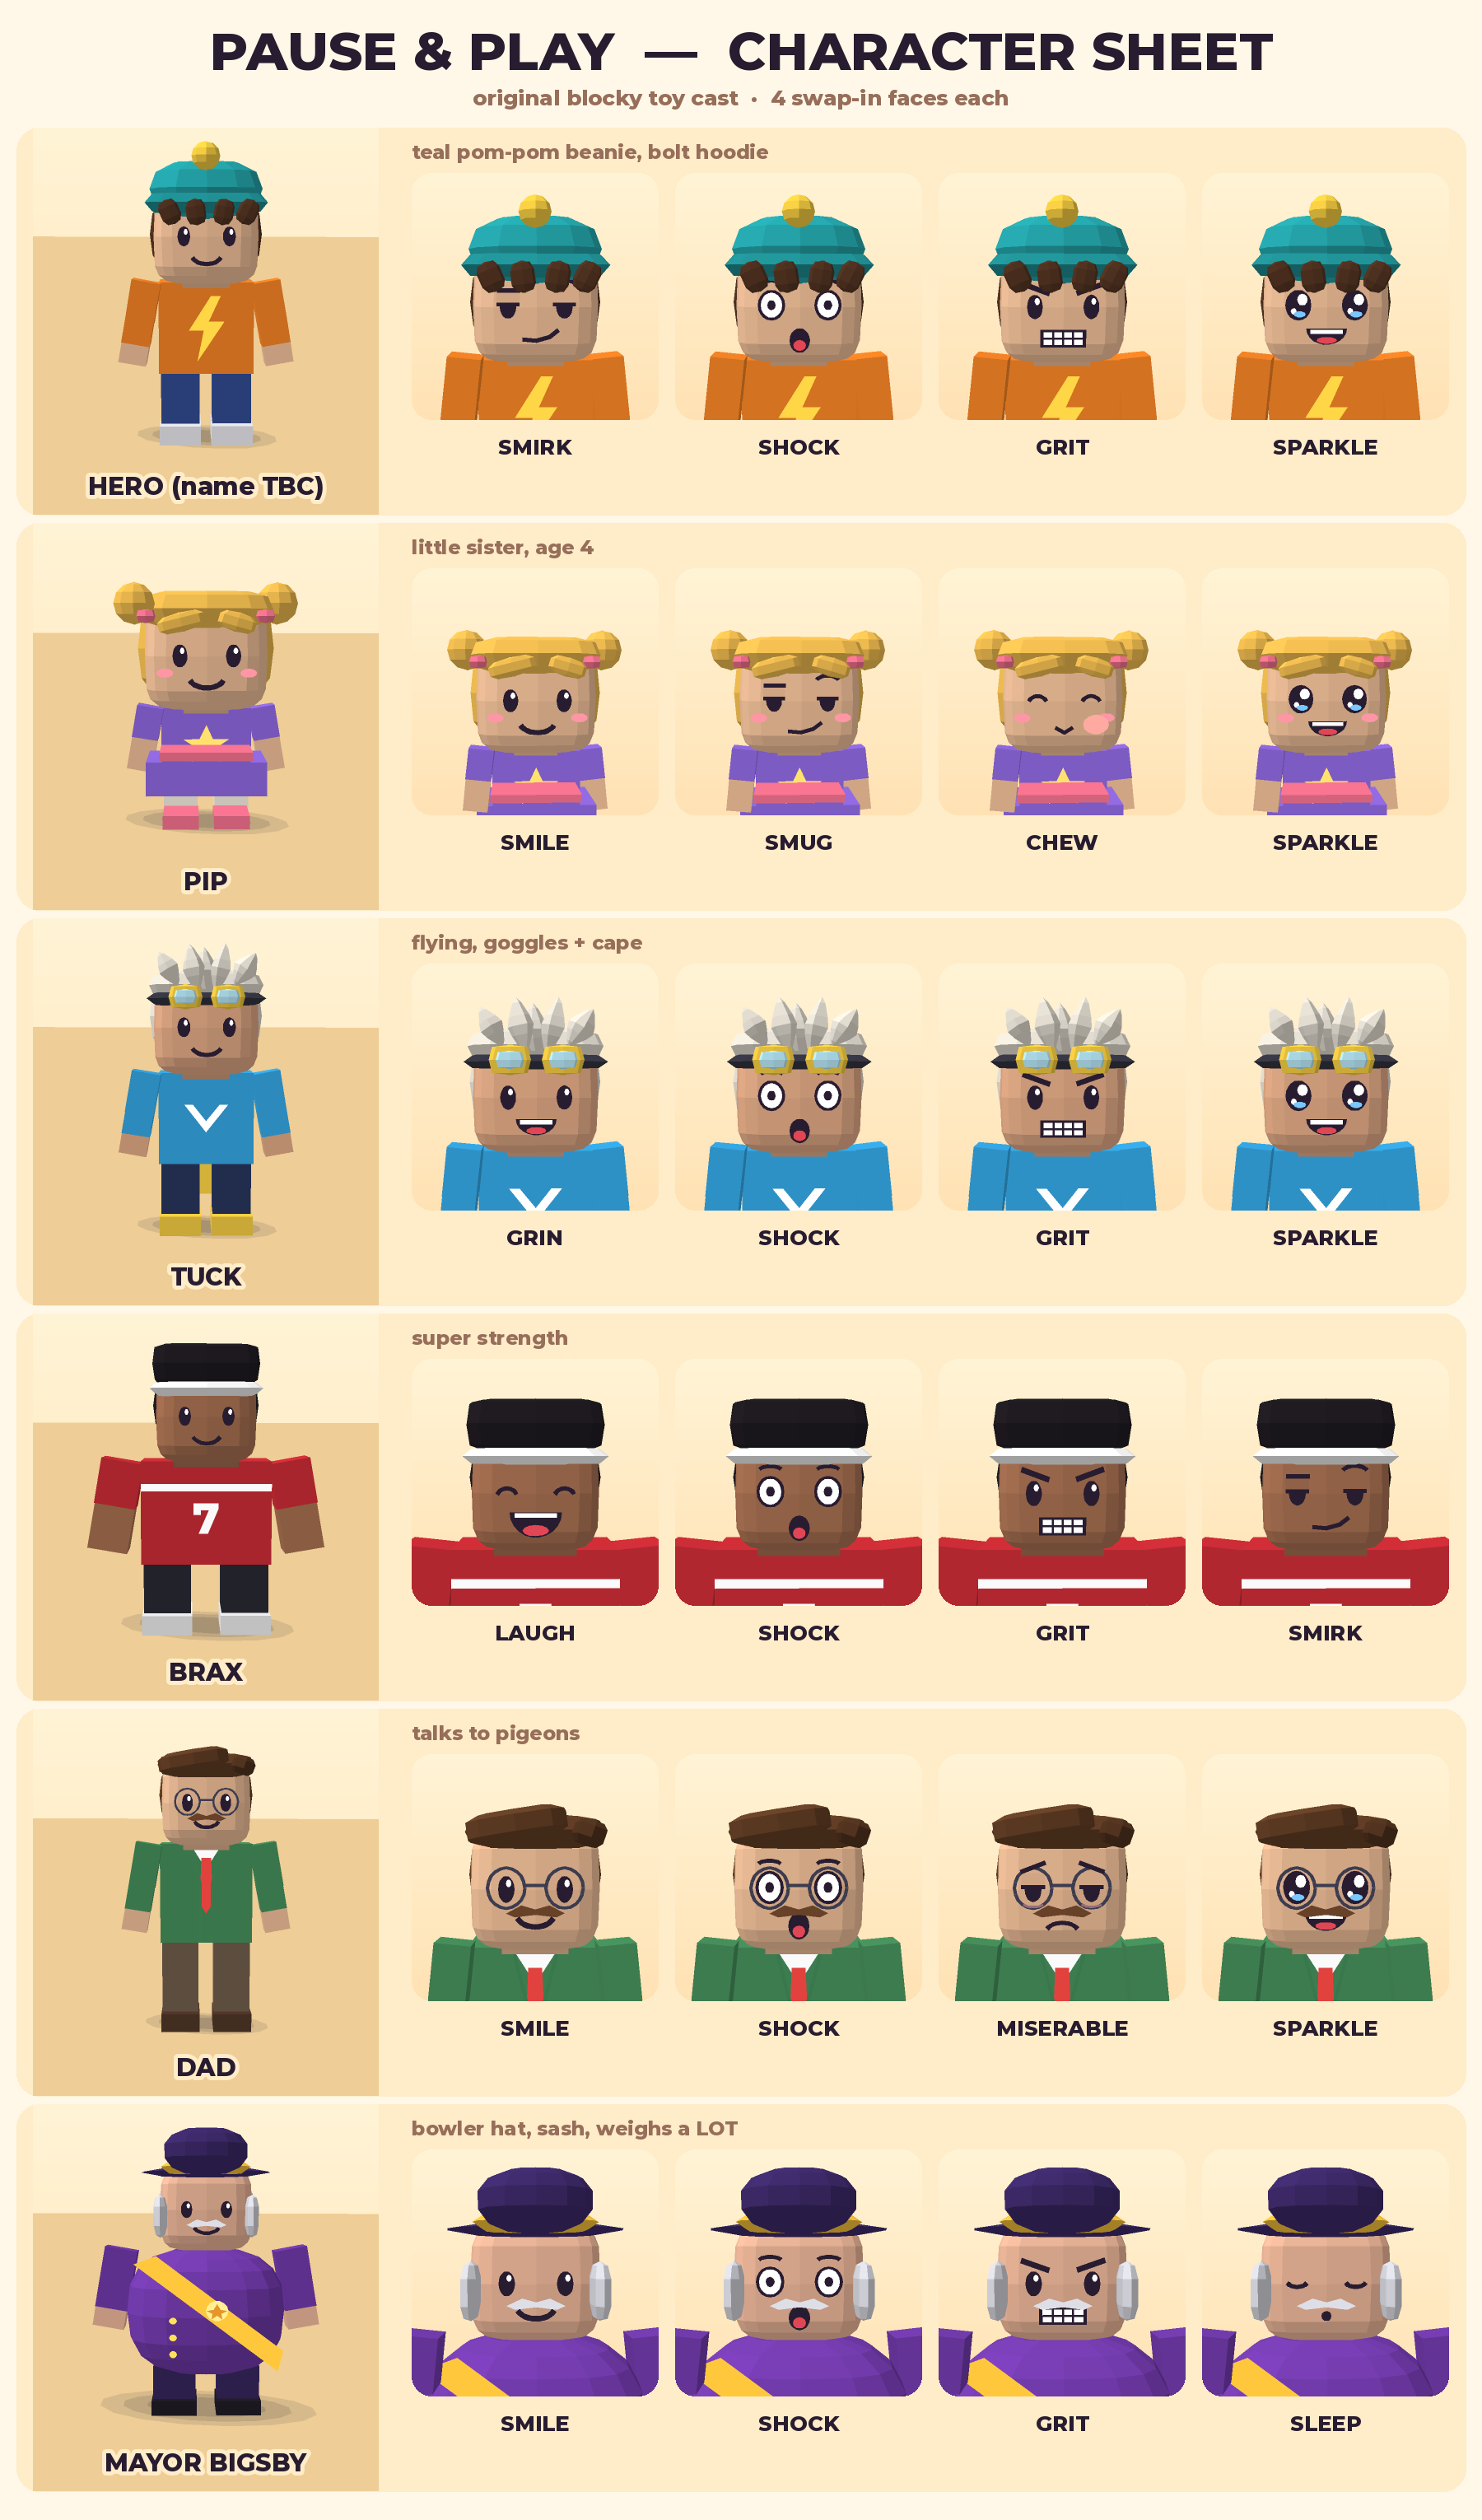 PAUSE & PLAY — CHARACTER SHEET
original blocky toy cast · 4 swap-in faces each
teal pom-pom beanie, bolt hoodie
SMIRK SHOCK GRIT SPARKLE
HERO (name TBC)
little sister, age 4
SMILE SMUG CHEW SPARKLE
PIP
flying, goggles + cape
GRIN SHOCK GRIT SPARKLE
TUCK
super strength
7
LAUGH SHOCK GRIT SMIRK
BRAX
talks to pigeons
SMILE SHOCK MISERABLE SPARKLE
DAD
bowler hat, sash, weighs a LOT
SMILE SHOCK GRIT SLEEP
MAYOR BIGSBY